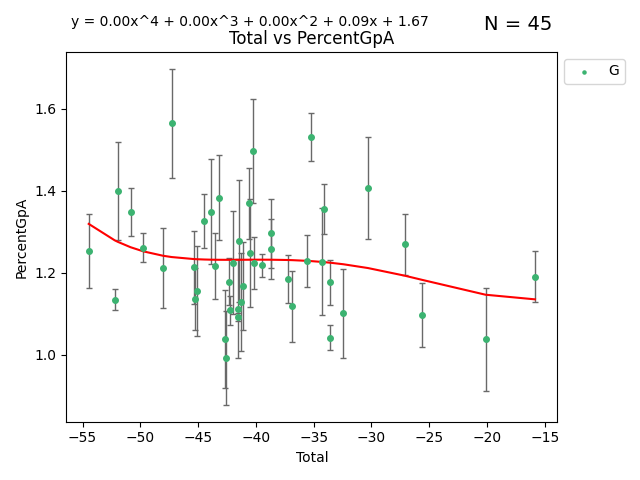 y = 0.00x^4 + 0.00x^3 + 0.00x^2 + 0.09x + 1.67
N = 45
Total vs PercentGpA
G
PercentGpA
1.6
1.4
1.2
1.0
−55 −50 −45 −40 −35 −30 −25 −20 −15
Total